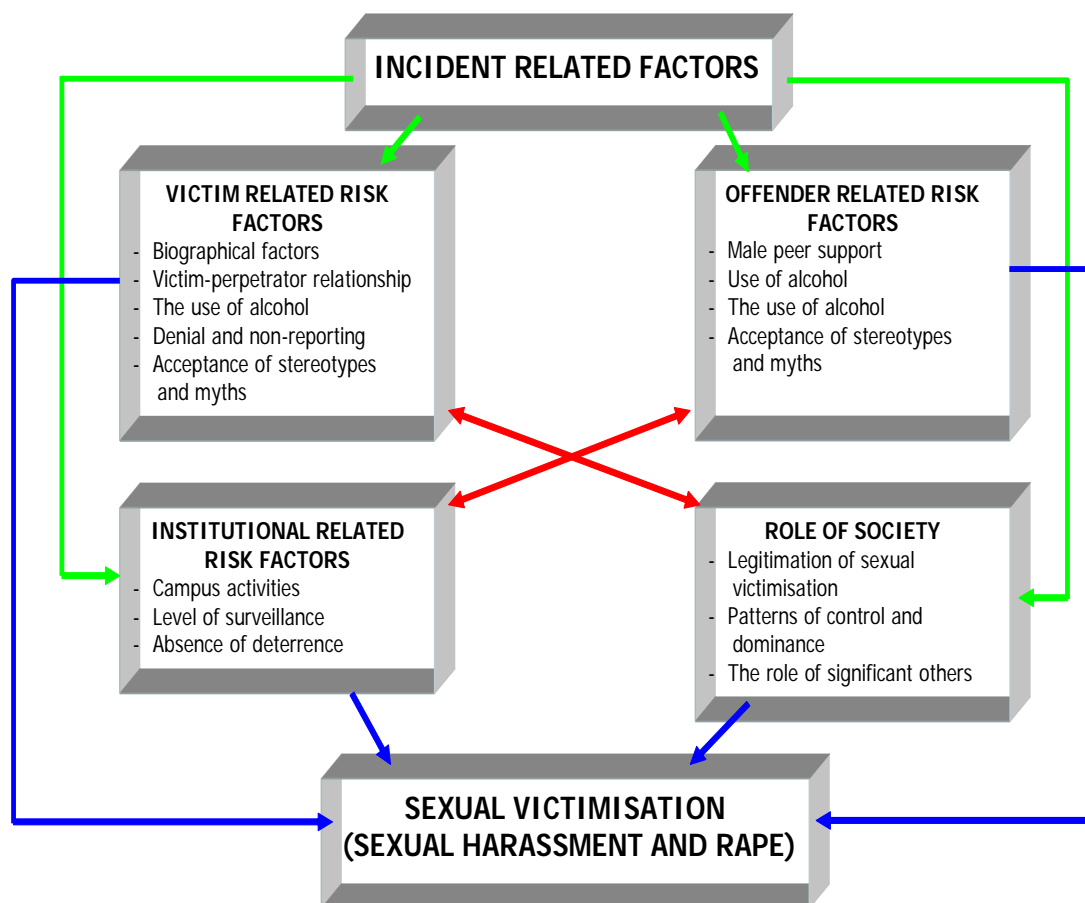 INCIDENT RELATED FACTORS
VICTIM RELATED RISK
FACTORS
- Biographical factors
- Victim-perpetrator relationship
- The use of alcohol
- Denial and non-reporting
- Acceptance of stereotypes
and myths
OFFENDER RELATED RISK
FACTORS
- Male peer support
- Use of alcohol
- The use of alcohol
- Acceptance of stereotypes
and myths
INSTITUTIONAL RELATED
RISK FACTORS
- Campus activities
- Level of surveillance
- Absence of deterrence
ROLE OF SOCIETY
- Legitimation of sexual
victimisation
- Patterns of control and
dominance
- The role of significant others
SEXUAL VICTIMISATION
(SEXUAL HARASSMENT AND RAPE)